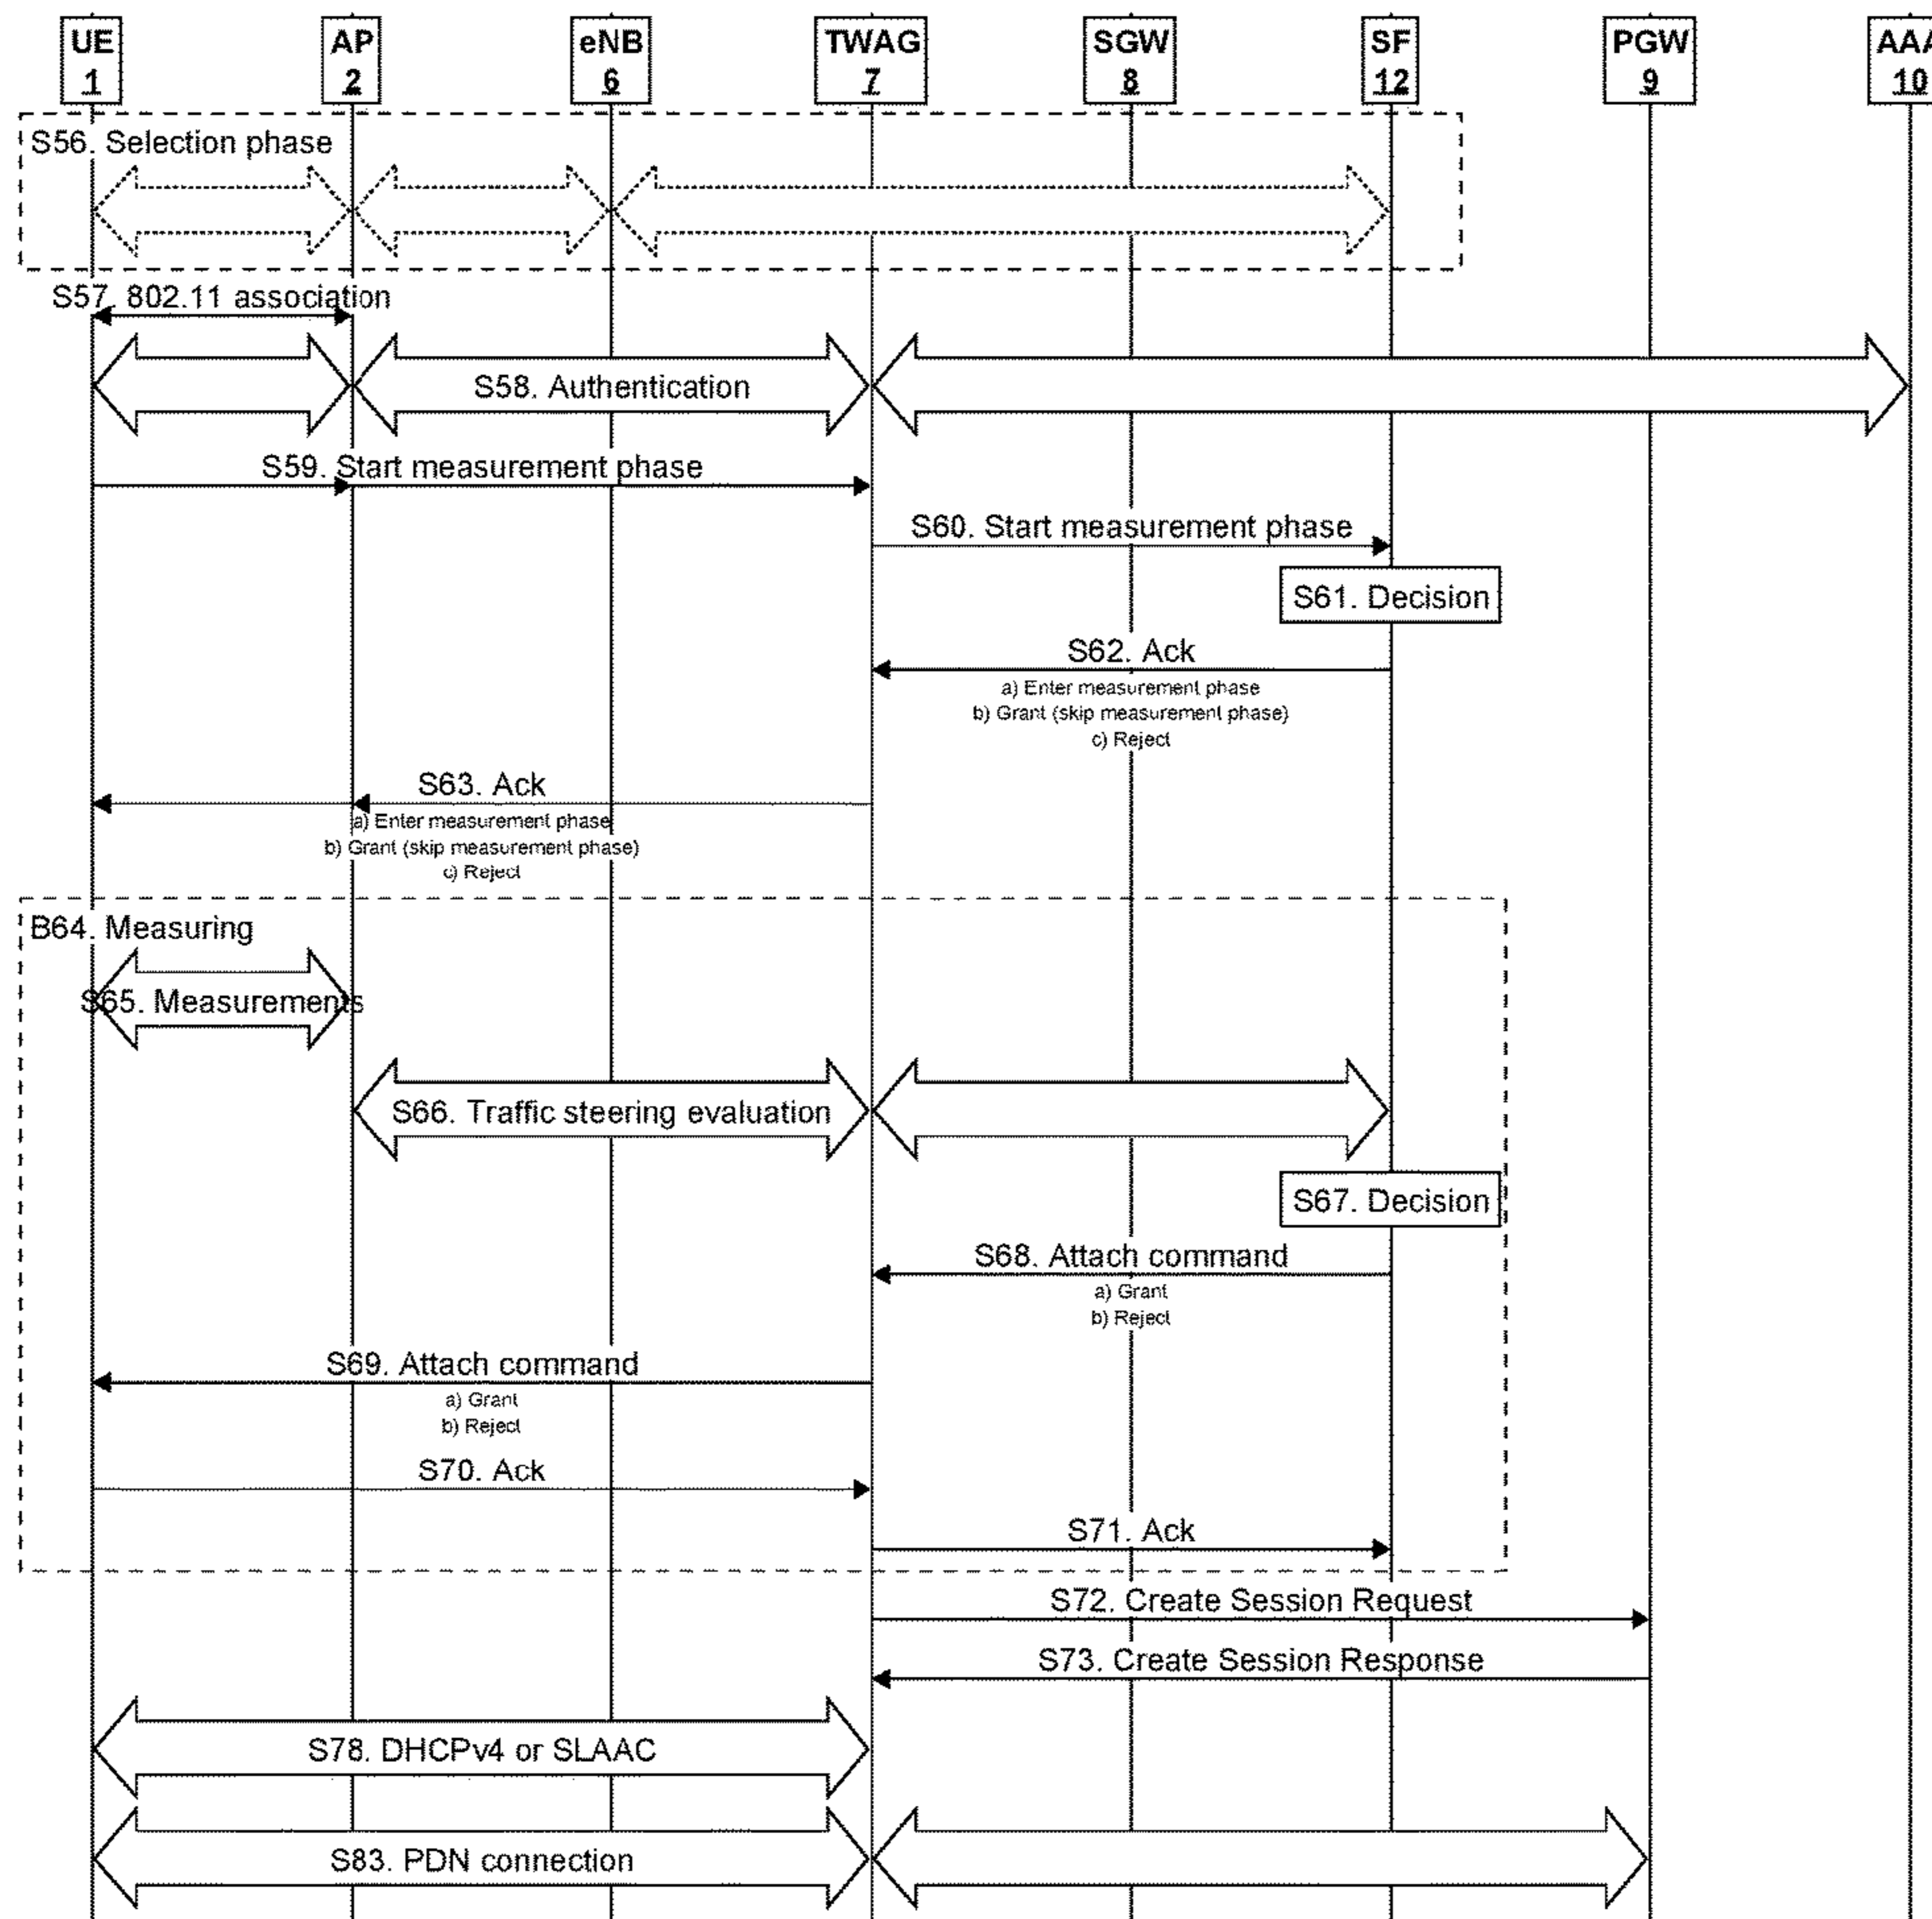 UE
1
AP
2
eNB
6
TWAG
7
SGW
8
SF
12
PGW
9
AAA
10
S56. Selection phase
S57. 802.11 association
S58. Authentication
S59. Start measurement phase
S60. Start measurement phase
S61. Decision
S62. Ack
a) Enter measurement phase
b) Grant (skip measurement phase)
c) Reject
S63. Ack
a) Enter measurement phase
b) Grant (skip measurement phase)
c) Reject
B64. Measuring
S65. Measurements
S66. Traffic steering evaluation
S67. Decision
S68. Attach command
a) Grant
b) Reject
S69. Attach command
a) Grant
b) Reject
S70. Ack
S71. Ack
S72. Create Session Request
S73. Create Session Response
S78. DHCPv4 or SLAAC
S83. PDN connection